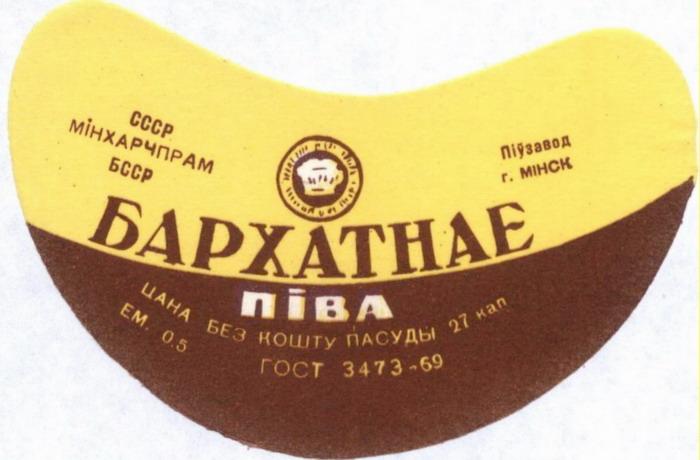 СССР
МІНХАРЧПРАМ
БССР
Піўзавод
г. МІНСК
БАРХАТНАЕ
ПІВА
ЦАНА БЕЗ КОШТУ ПАСУДЫ 27 кап
ЕМ. 0.5
ГОСТ 3473-69